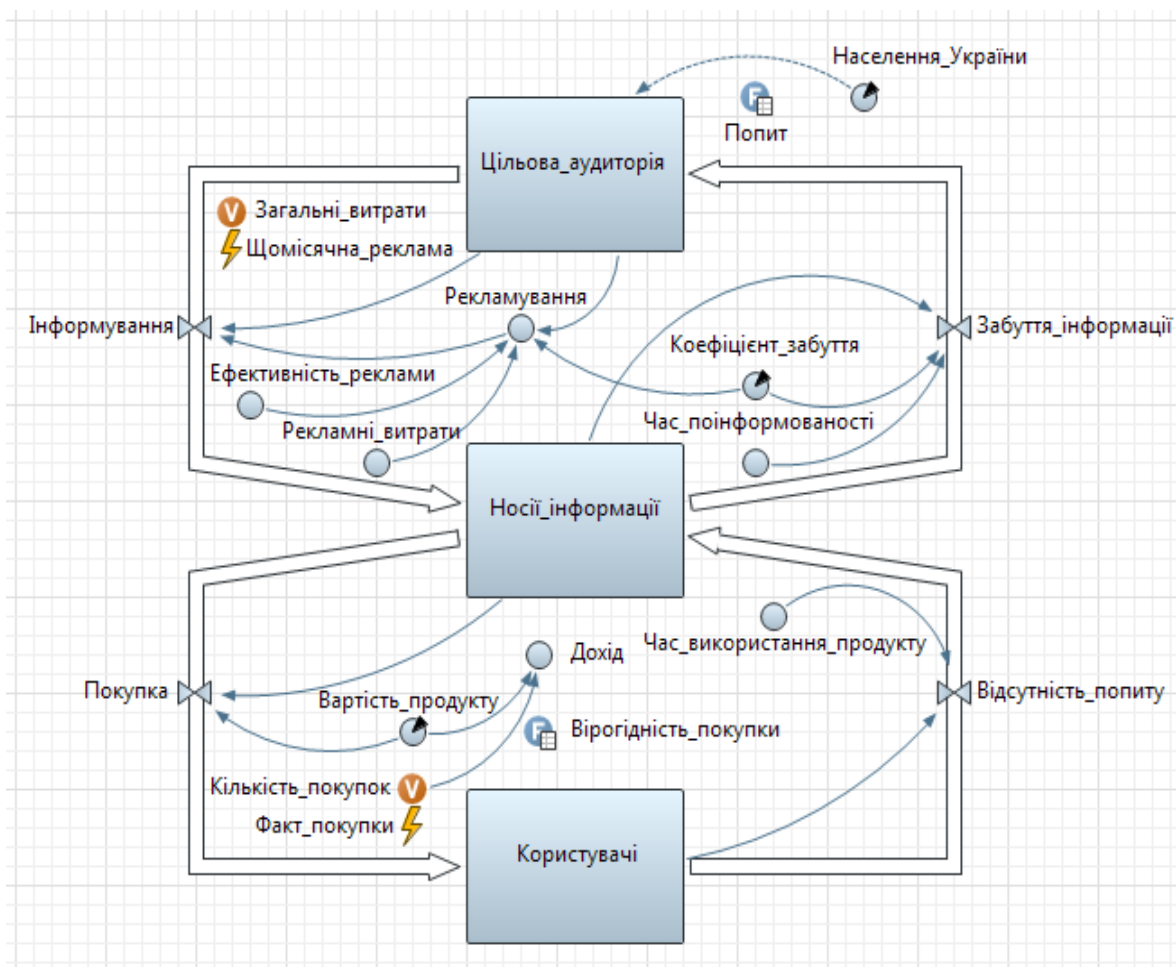 Населення_України
Попит
Цільова_аудиторія
V Загальні_витрати
Щомісячна_реклама
Рекламування
Інформування
Забуття_інформації
Коефіцієнт_забуття
Ефективність_реклами
Час_поінформованості
Рекламні_витрати
Носії_інформації
Час_використання_продукту
Дохід
Покупка
Відсутність_попиту
Вартість_продукту
F Вірогідність_покупки
Кількість_покупок V
Факт_покупки
Користувачі